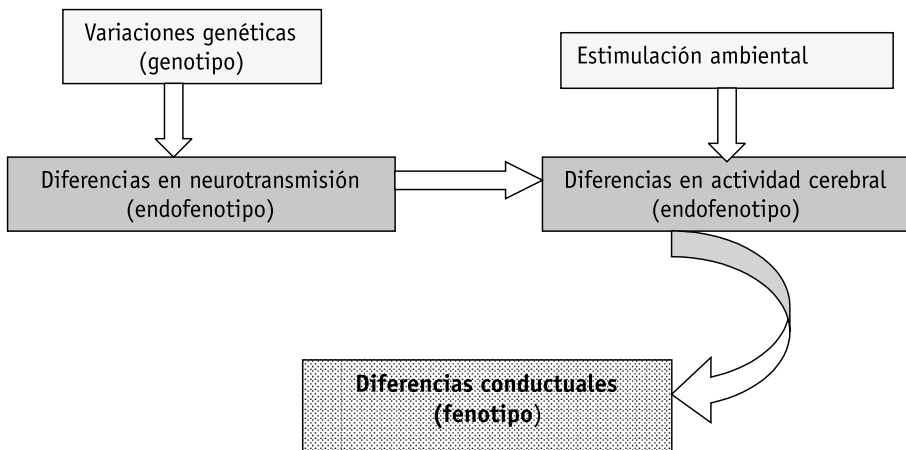 Variaciones genéticas
(genotipo)
Estimulación ambiental
Diferencias en neurotransmisión
(endofenotipo)
Diferencias en actividad cerebral
(endofenotipo)
Diferencias conductuales
(fenotipo)